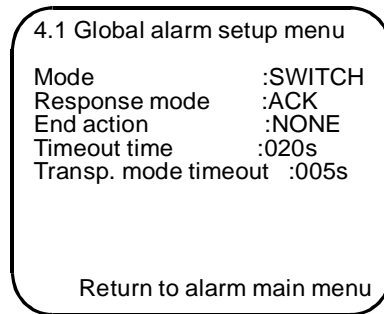 4.1 Global alarm setup menu
Mode :SWITCH
Response mode :ACK
End action :NONE
Timeout time :020s
Transp. mode timeout :005s
Return to alarm main menu